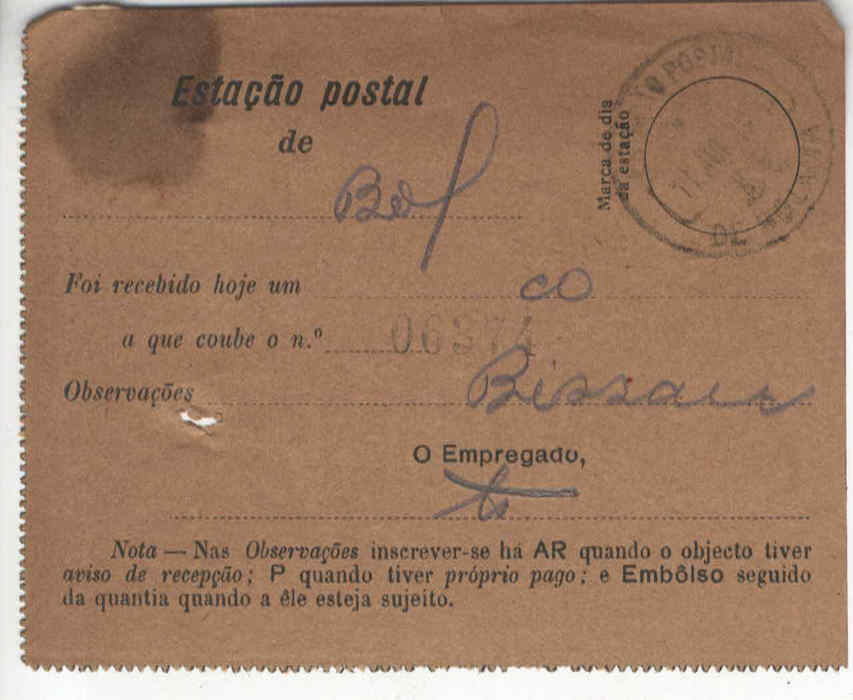 Estação postal
de
Marca de dia
da estação
DE
Foi recebido hoje um co
a que coube o n.º 06374
Observações Bissau
O Empregado,
Nota — Nas Observações inscrever-se há AR quando o objecto tiver
aviso de recepção; P quando tiver próprio pago; e Embôlso seguido
da quantia quando a êle esteja sujeito.